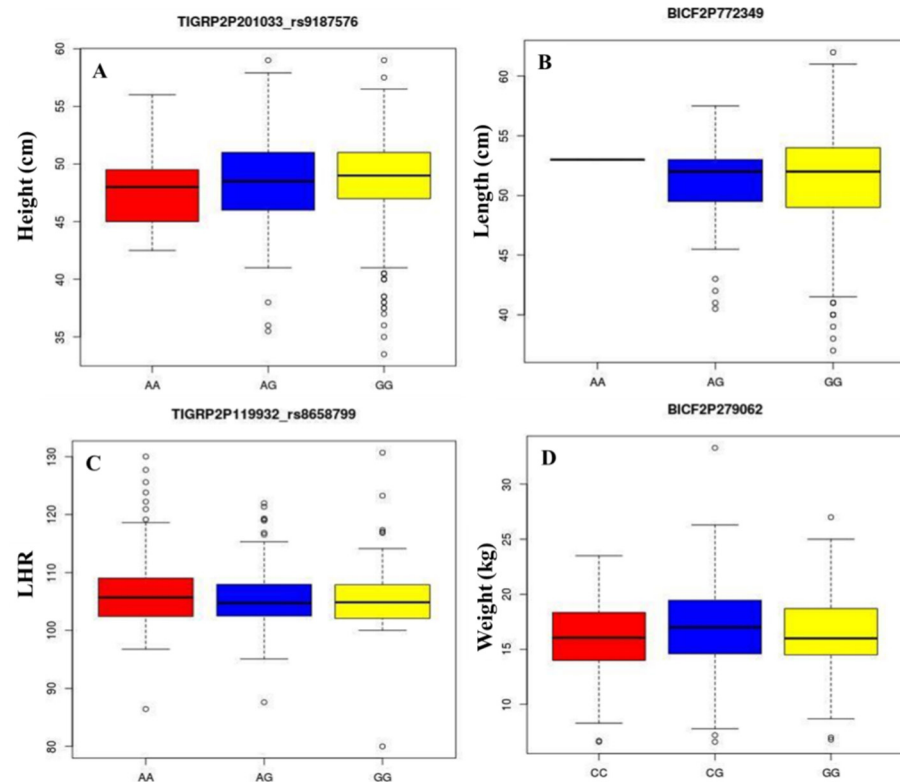 TIGRP2P201033_rs9187576
A
Height (cm)
60
55
50
45
40
35
AA AG GG
BICF2P772349
B
Length (cm)
60
55
50
45
40
AA AG GG
TIGRP2P119932_rs8658799
C
LHR
130
120
110
100
90
80
AA AG GG
BICF2P279062
D
Weight (kg)
30
25
20
15
10
CC CG GG